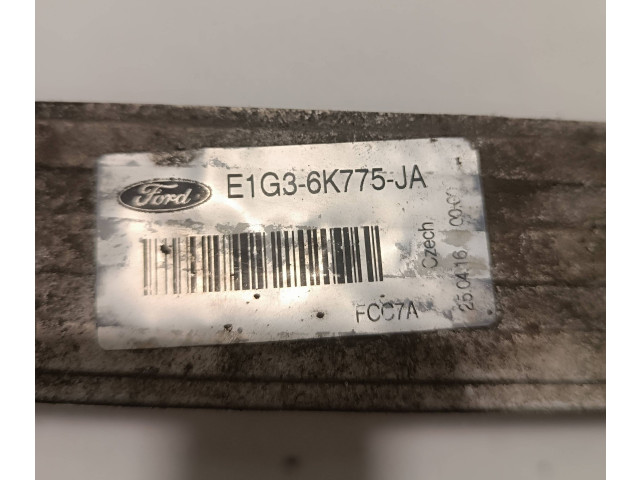 Ford
E1G3-6K775-JA
FCC7A
Czech
25.04.16